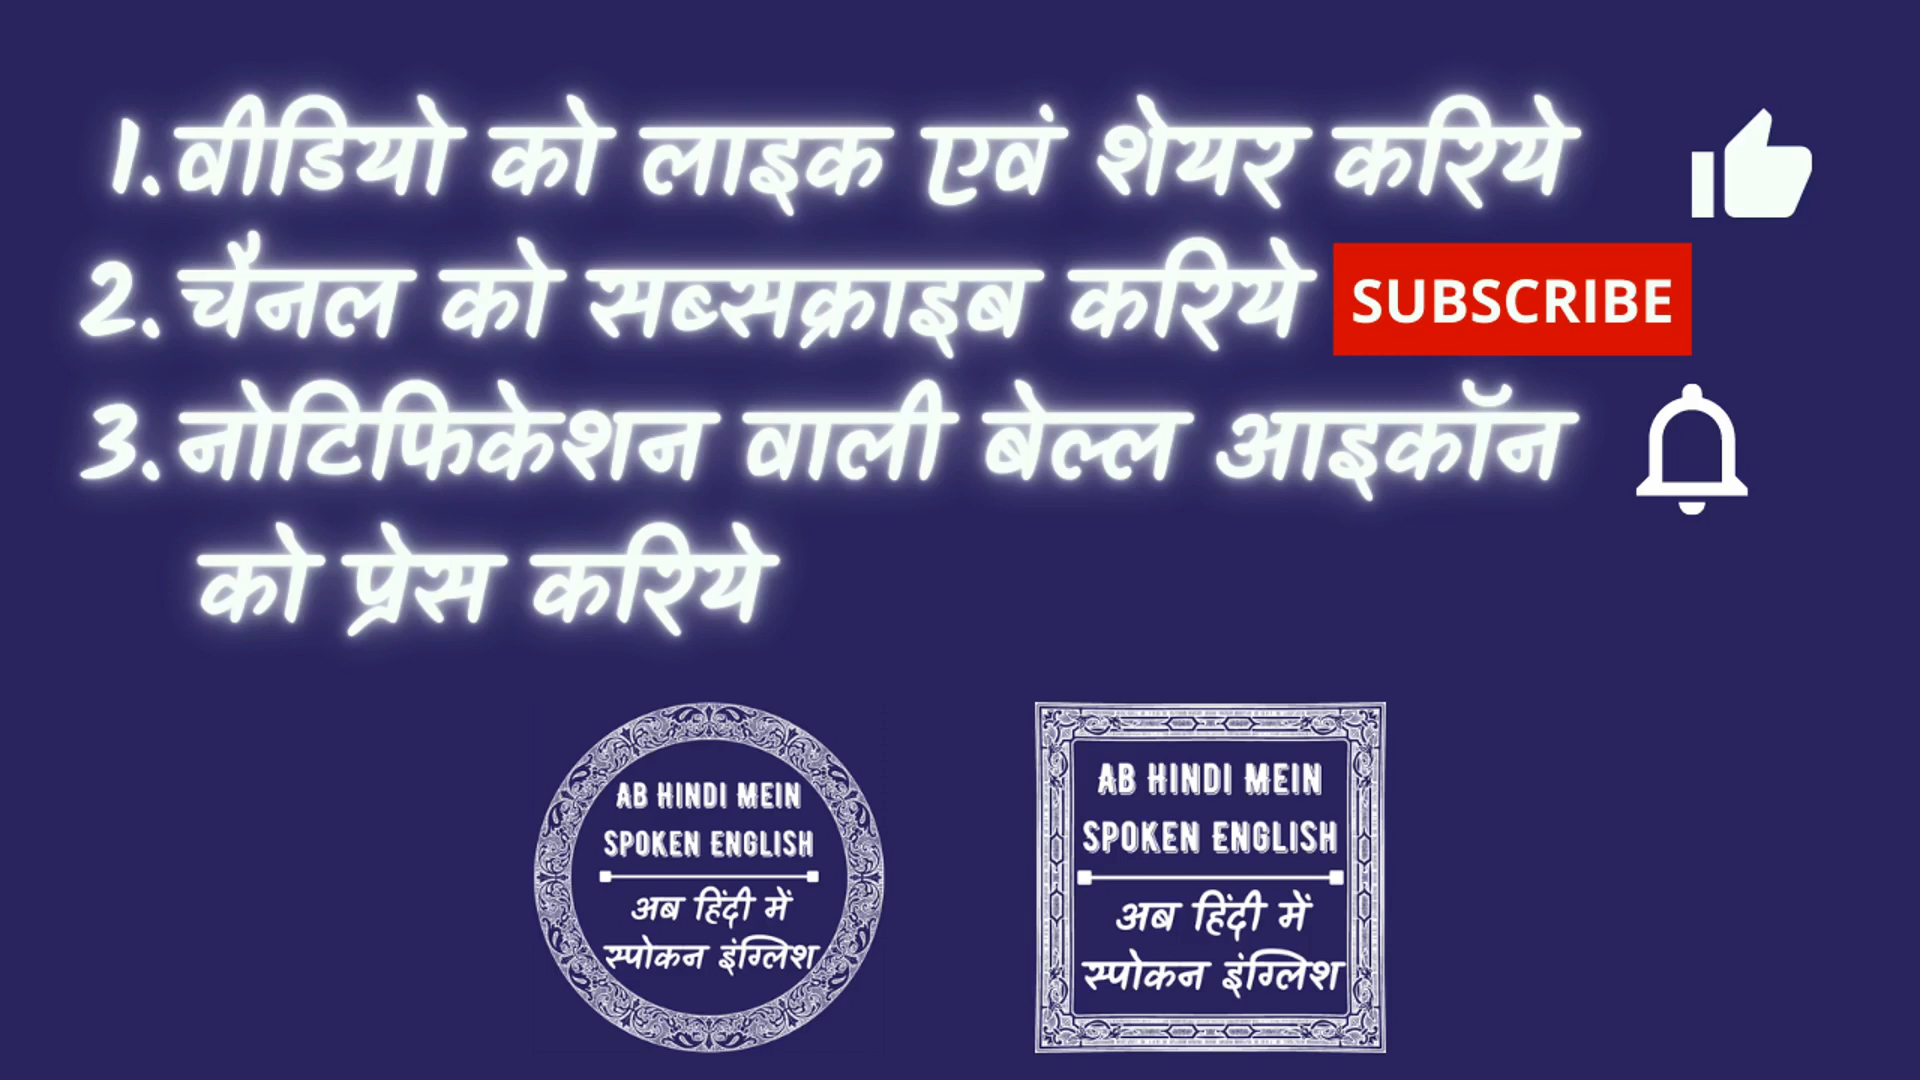 1. वीडियो को लाइक एवं शेयर करिये
2. चैनल को सब्सक्राइब करिये SUBSCRIBE
3. नोटिफिकेशन वाली बेल्ल आइकॉन
को प्रेस करिये
AB HINDI MEIN
SPOKEN ENGLISH
अब हिंदी में
स्पोकन इंग्लिश
AB HINDI MEIN
SPOKEN ENGLISH
अब हिंदी में
स्पोकन इंग्लिश